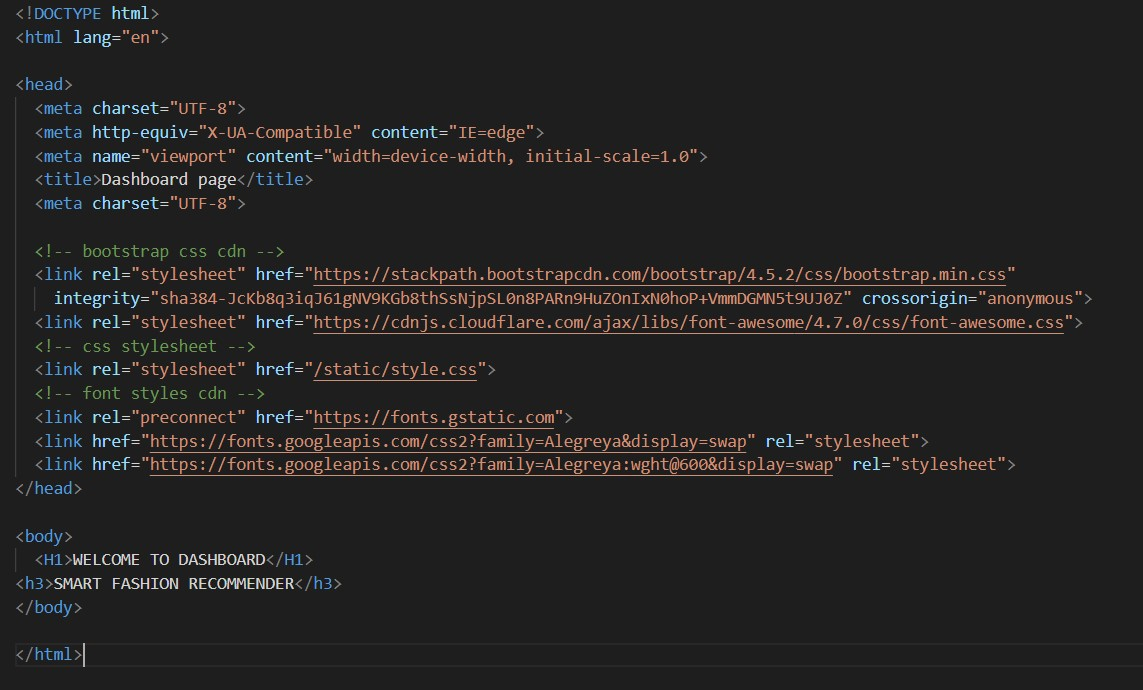 <!DOCTYPE html>
<html lang="en">
<head>
<meta charset="UTF-8">
<meta http-equiv="X-UA-Compatible" content="IE=edge">
<meta name="viewport" content="width=device-width, initial-scale=1.0">
<title>Dashboard page</title>
<meta charset="UTF-8">
<!-- bootstrap css cdn -->
<link rel="stylesheet" href="https://stackpath.bootstrapcdn.com/bootstrap/4.5.2/css/bootstrap.min.css"
integrity="sha384-JcKb8q3iqJ61gNV9KGb8thSsNjpSL0n8PARn9HuZOnIxN0hoP+VmmDGMN5t9UJ0Z" crossorigin="anonymous">
<link rel="stylesheet" href="https://cdnjs.cloudflare.com/ajax/libs/font-awesome/4.7.0/css/font-awesome.css">
<!-- css stylesheet -->
<link rel="stylesheet" href="/static/style.css">
<!-- font styles cdn -->
<link rel="preconnect" href="https://fonts.gstatic.com">
<link href="https://fonts.googleapis.com/css2?family=Alegreya&display=swap" rel="stylesheet">
<link href="https://fonts.googleapis.com/css2?family=Alegreya:wght@600&display=swap" rel="stylesheet">
</head>
<body>
<H1>WELCOME TO DASHBOARD</H1>
<h3>SMART FASHION RECOMMENDER</h3>
</body>
</html>